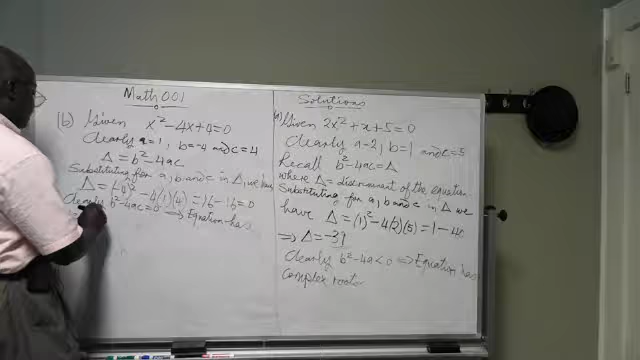 Math 001
(b) Given x² - 4x + 4 = 0
Clearly a = 1, b = -4 and c = 4
Δ = b² - 4ac
Substituting for a, b and c in Δ, we have
Δ = (-4)² - 4(1)(4) = 16 - 16 = 0
Clearly b² - 4ac = 0 ⇒ Equation has
Solutions
(a) Given 2x² + x + 5 = 0
Clearly a = 2, b = 1 and c = 5
Recall b² - 4ac = Δ
where Δ = discriminant of the equation.
Substituting for a, b and c in Δ we
have Δ = (1)² - 4(2)(5) = 1 - 40
⇒ Δ = -39
Clearly b² - 4ac < 0 ⇒ Equation has
complex roots